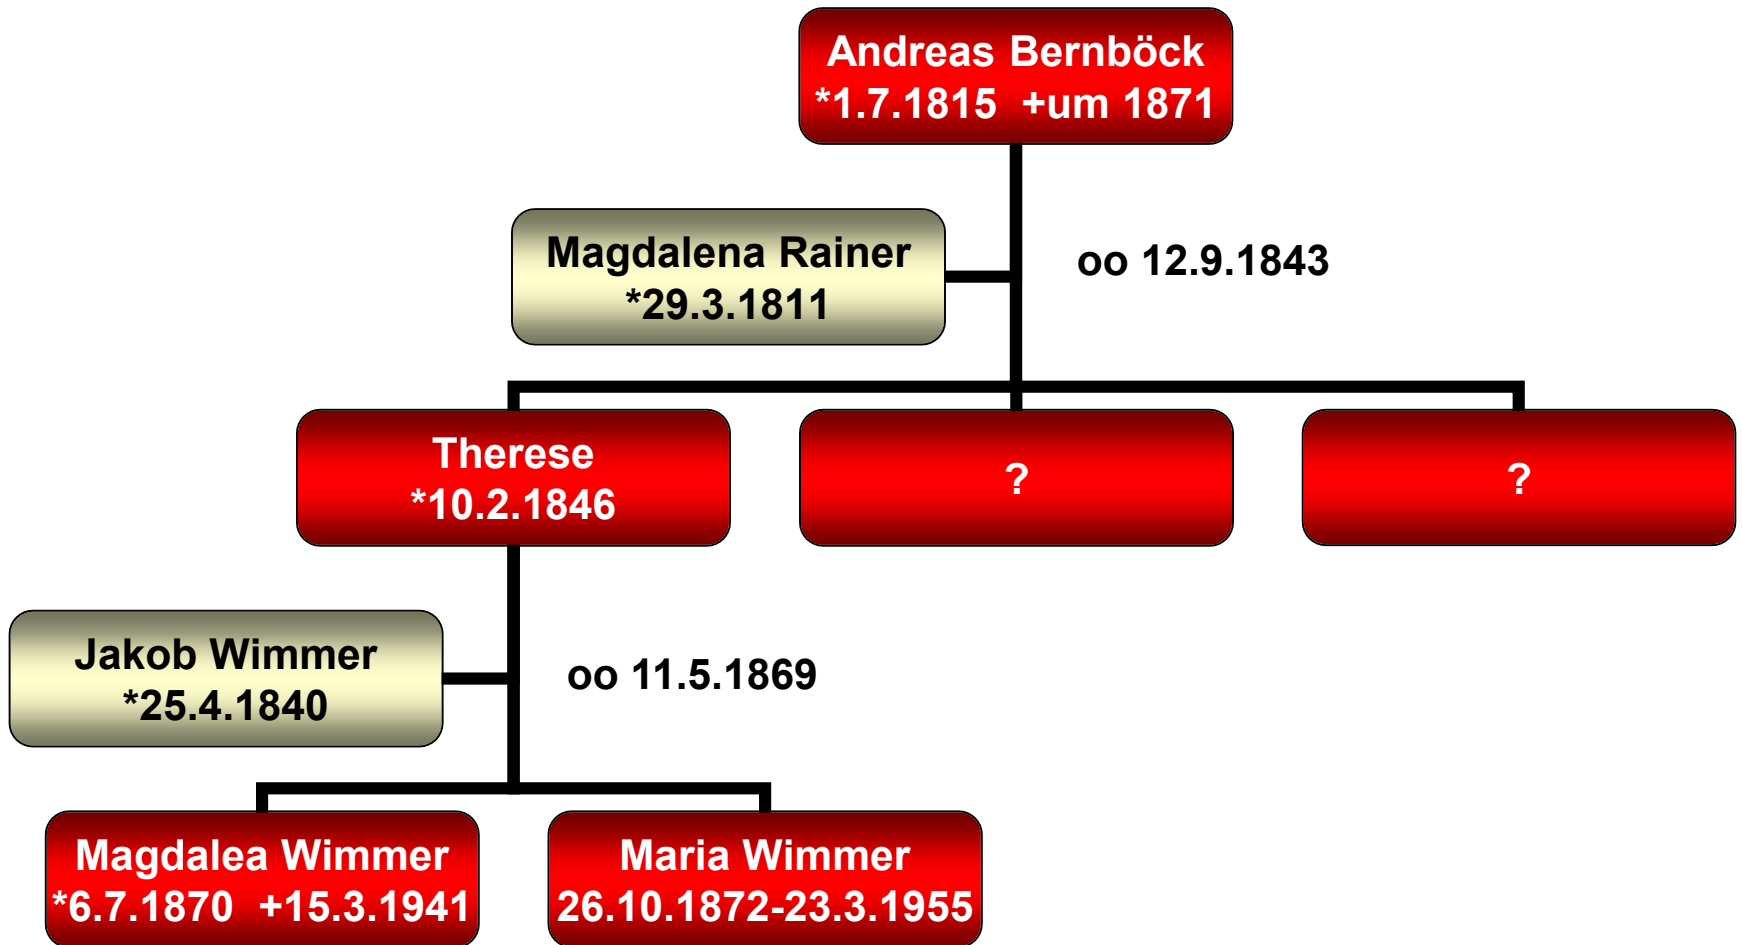 Andreas Bernböck
*1.7.1815 +um 1871
Magdalena Rainer
*29.3.1811
oo 12.9.1843
Therese
*10.2.1846
?
?
Jakob Wimmer
*25.4.1840
oo 11.5.1869
Magdalea Wimmer
*6.7.1870 +15.3.1941
Maria Wimmer
26.10.1872-23.3.1955